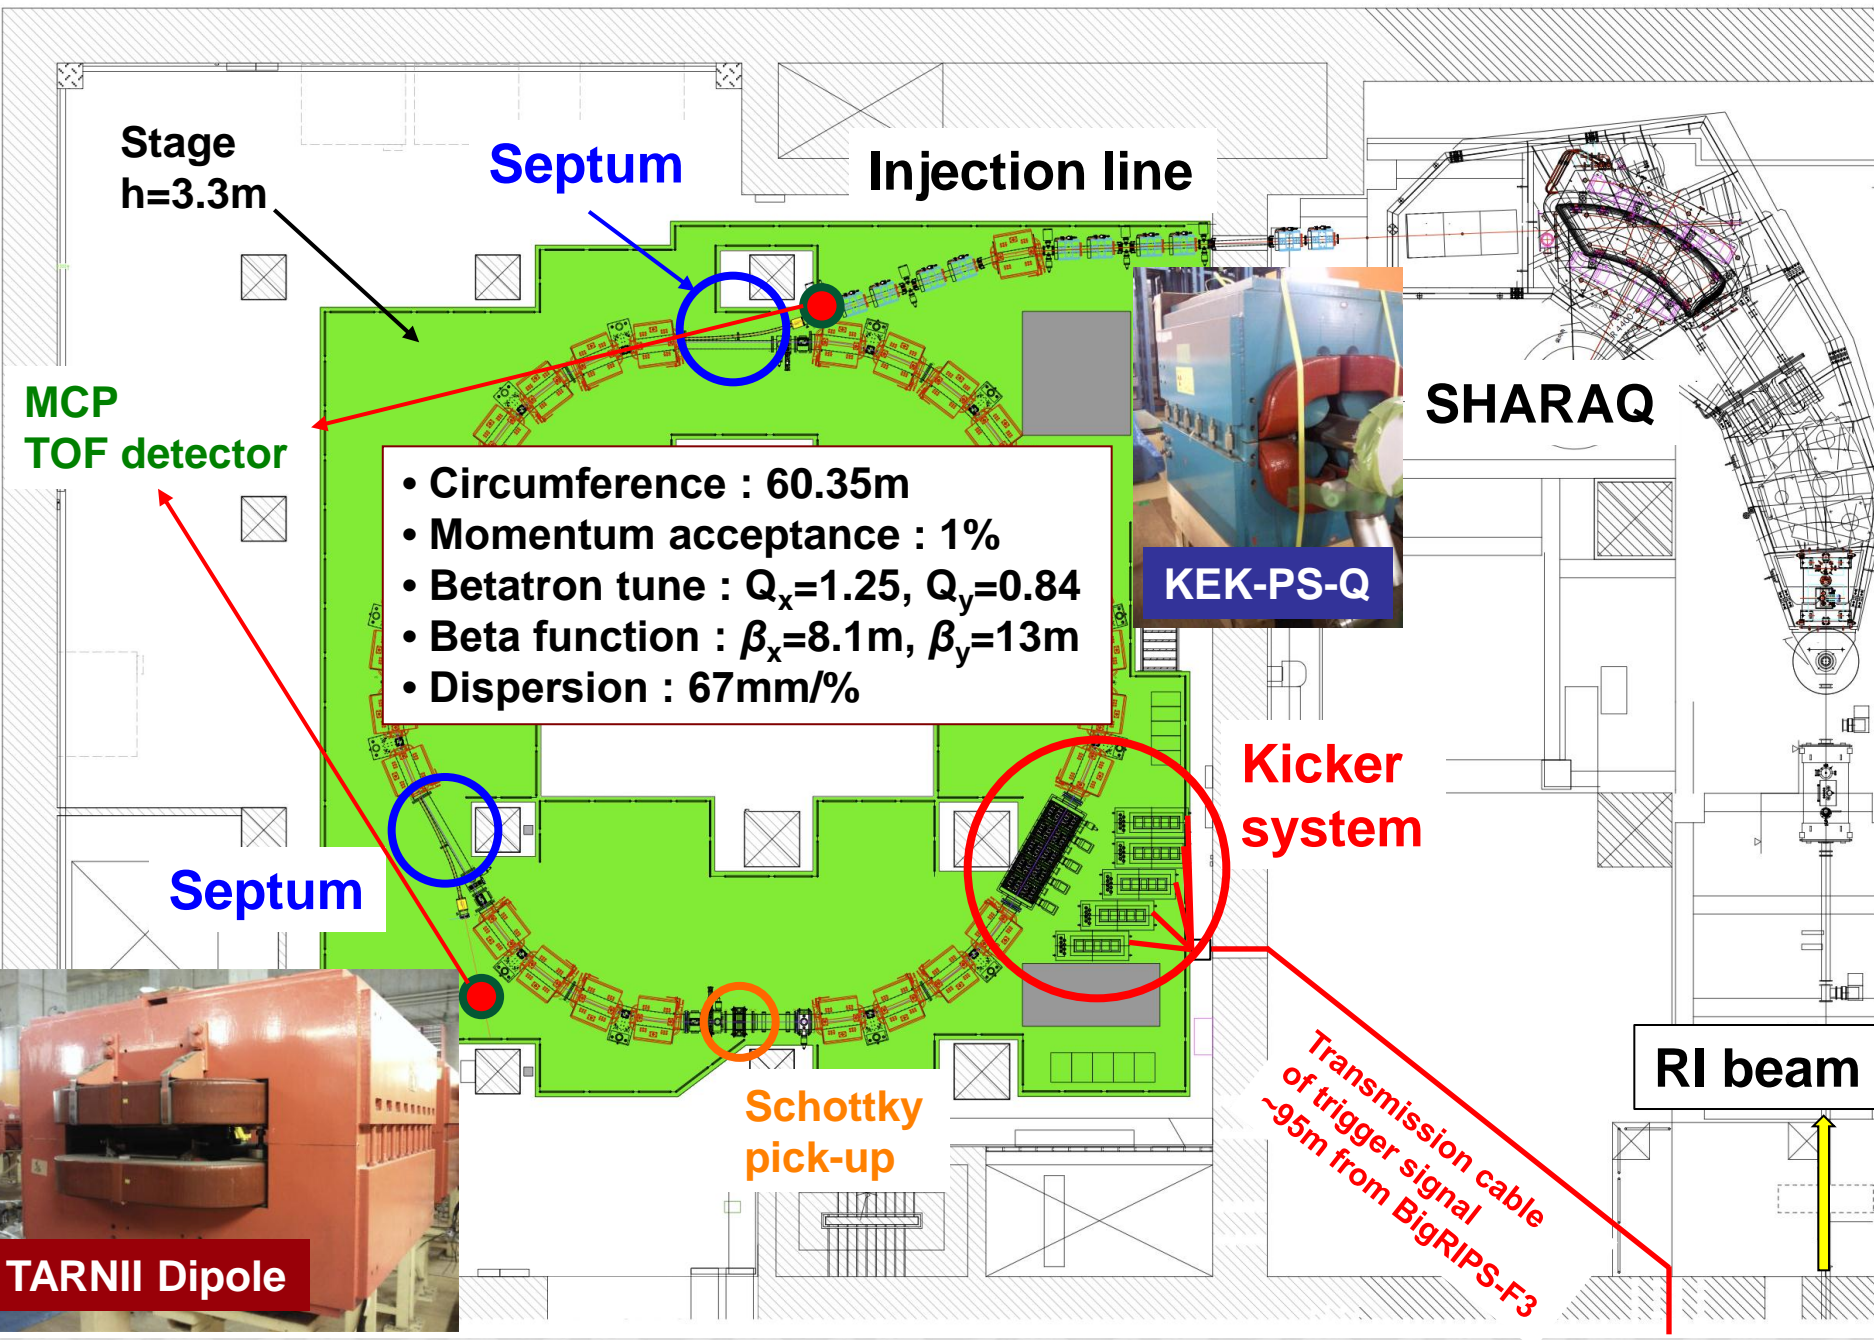 Stage
h=3.3m
Septum
Injection line
MCP
TOF detector
SHARAQ
• Circumference : 60.35m
• Momentum acceptance : 1%
• Betatron tune : Qx=1.25, Qy=0.84
• Beta function : βx=8.1m, βy=13m
• Dispersion : 67mm/%
KEK-PS-Q
Kicker
system
Septum
Schottky
pick-up
Transmission cable
of trigger signal
~95m from BigRIPS-F3
RI beam
TARNII Dipole